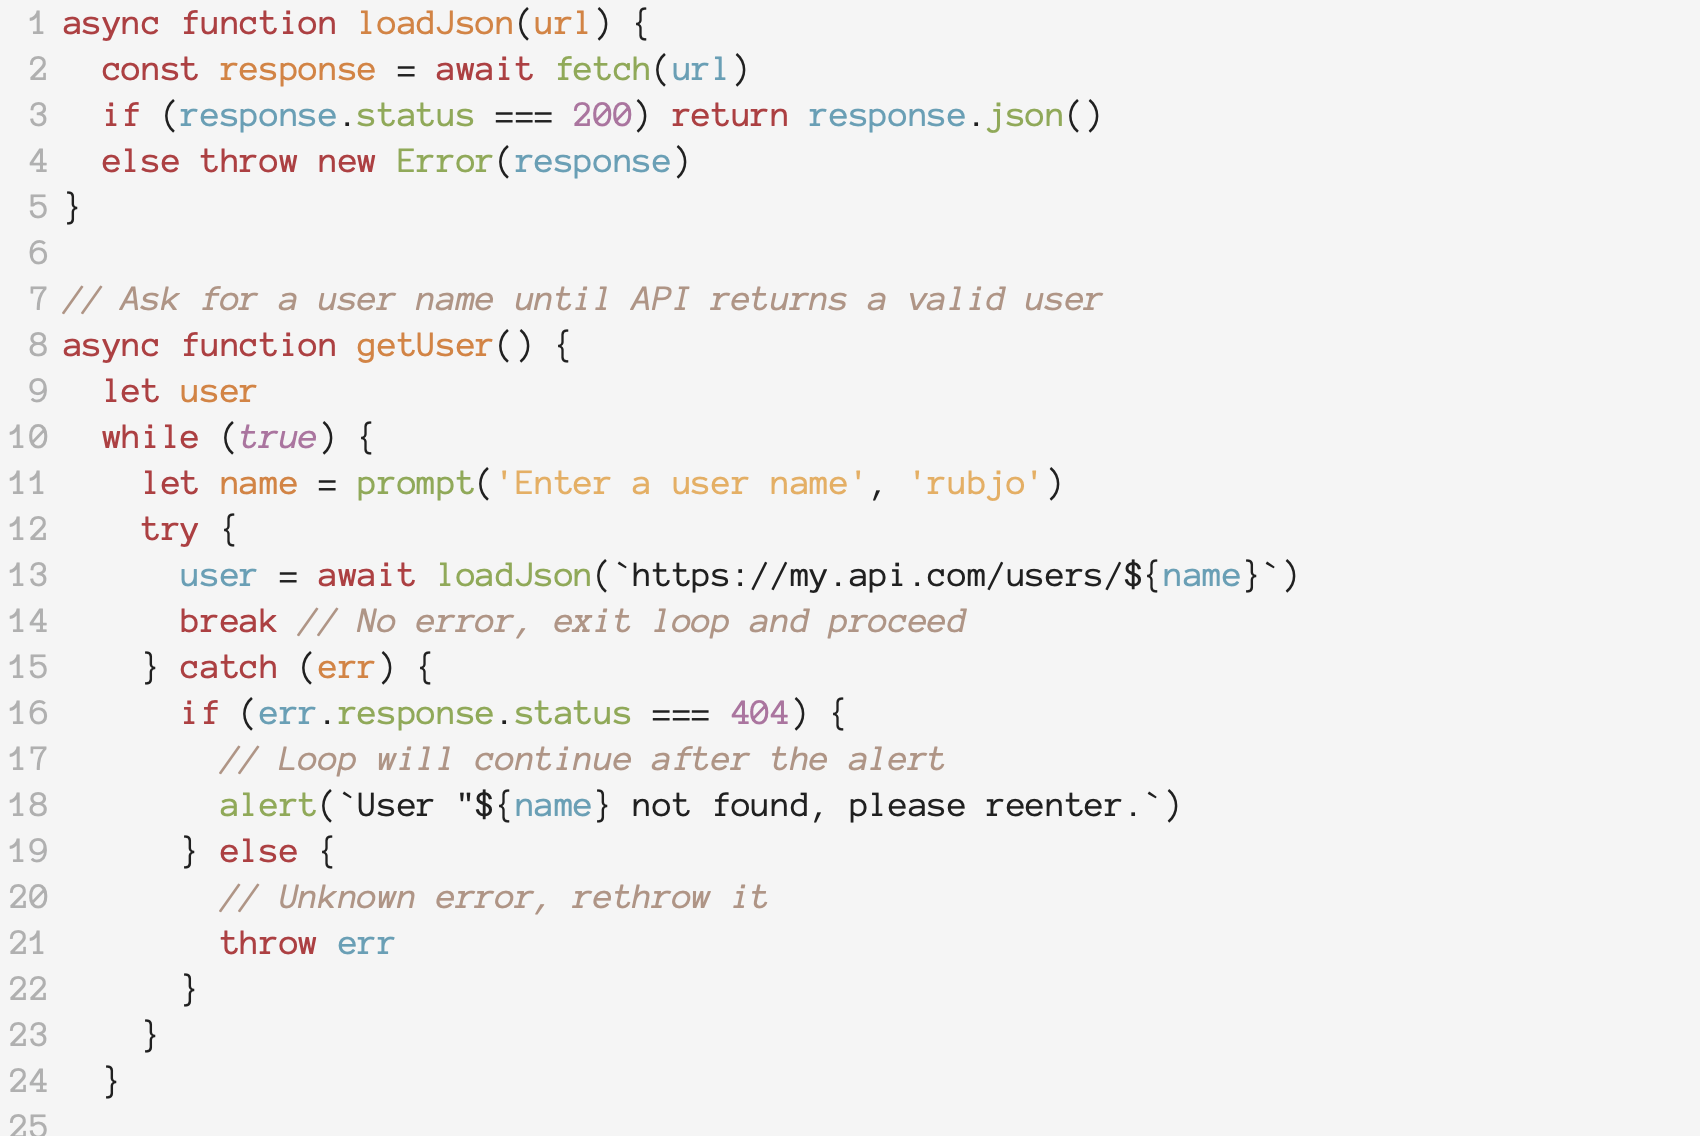 1 async function loadJson(url) {
2   const response = await fetch(url)
3   if (response.status === 200) return response.json()
4   else throw new Error(response)
5 }
6
7 // Ask for a user name until API returns a valid user
8 async function getUser() {
9   let user
10   while (true) {
11     let name = prompt('Enter a user name', 'rubjo')
12     try {
13       user = await loadJson(`https://my.api.com/users/${name}`)
14       break // No error, exit loop and proceed
15     } catch (err) {
16       if (err.response.status === 404) {
17         // Loop will continue after the alert
18         alert(`User "${name} not found, please reenter.`)
19       } else {
20         // Unknown error, rethrow it
21         throw err
22       }
23     }
24   }
25